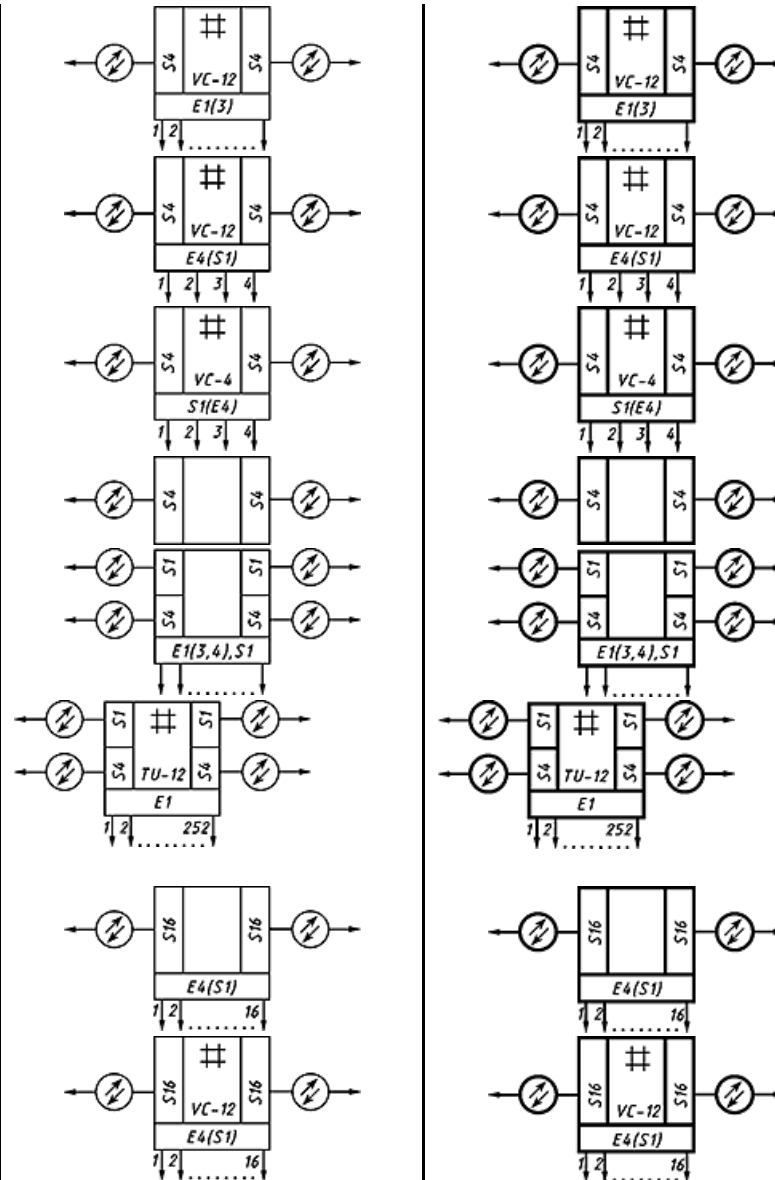 S4 VC-12 S4
E1(3)
1 2
S4 VC-12 S4
E4(S1)
1 2 3 4
S4 VC-4 S4
S1(E4)
1 2 3 4
S4 S4
S1 S1
S4 S4
E1(3,4),S1
S1 S1
S4 TU-12 S4
E1
1 2 252
S16 S16
E4(S1)
1 2 16
S16 VC-12 S16
E4(S1)
1 2 16
S4 VC-12 S4
E1(3)
1 2
S4 VC-12 S4
E4(S1)
1 2 3 4
S4 VC-4 S4
S1(E4)
1 2 3 4
S4 S4
S1 S1
S4 S4
E1(3,4),S1
S1 S1
S4 TU-12 S4
E1
1 2 252
S16 S16
E4(S1)
1 2 16
S16 VC-12 S16
E4(S1)
1 2 16